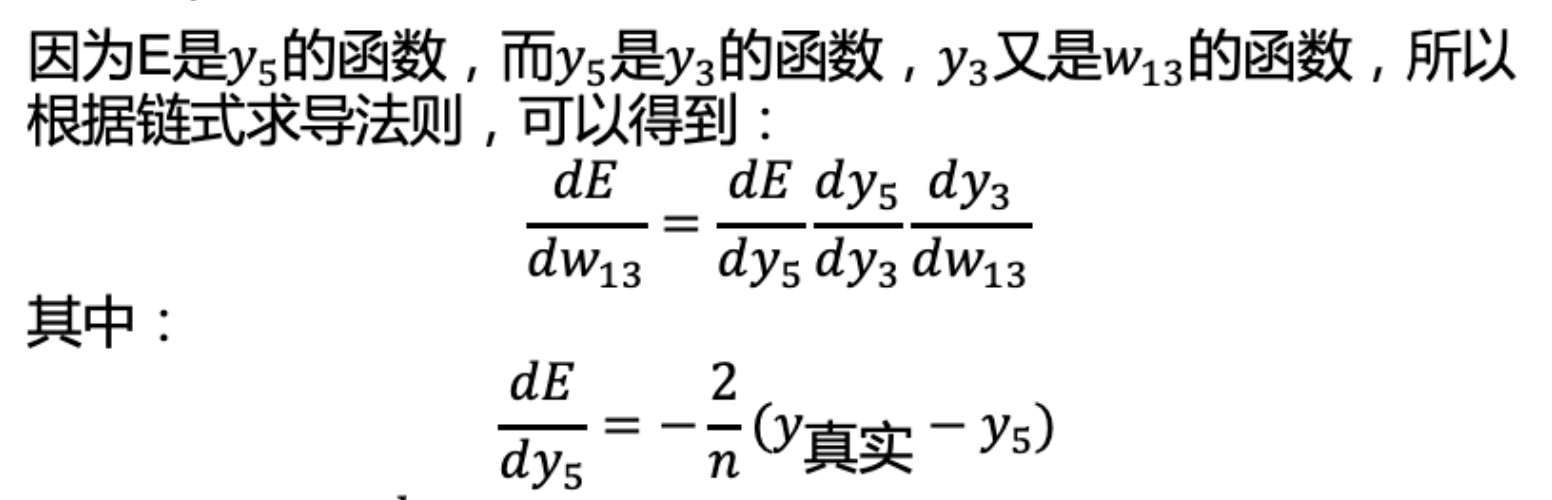 因为E是𝑦₅的函数，而𝑦₅是𝑦₃的函数，𝑦₃又是𝑤₁₃的函数，所以
根据链式求导法则，可以得到：
dE/dw₁₃ = dE/dy₅ dy₅/dy₃ dy₃/dw₁₃
其中：
dE/dy₅ = −2/n (y真实 − y₅)